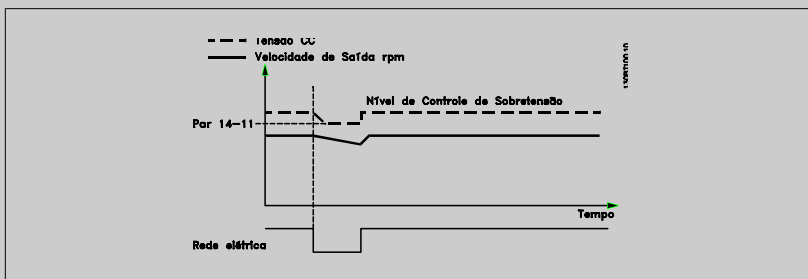 Tensão CC
Velocidade de Saída rpm
Nível de Controle de Sobretensão
Par 14-11
Tempo
Rede elétrica